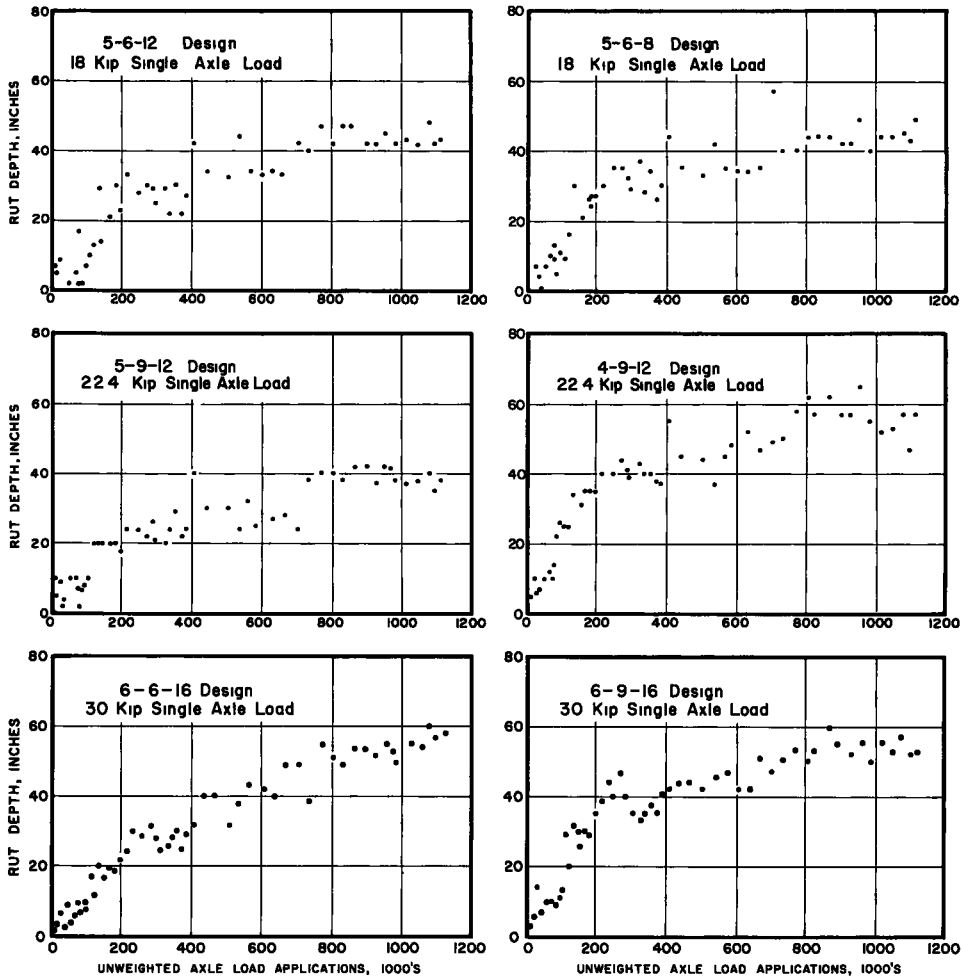 80
60
40
20
0
RUT DEPTH, INCHES
5-6-12 Design
18 Kip Single Axle Load
0 200 400 600 800 1000 1200
5-6-8 Design
18 Kip Single Axle Load
80
60
40
20
0
0 200 400 600 800 1000 1200
80
60
40
20
0
RUT DEPTH, INCHES
5-9-12 Design
22 4 Kip Single Axle Load
0 200 400 600 800 1000 1200
4-9-12 Design
22 4 Kip Single Axle Load
80
60
40
20
0
0 200 400 600 800 1000 1200
80
60
40
20
0
RUT DEPTH, INCHES
6-6-16 Design
30 Kip Single Axle Load
0 200 400 600 800 1000 1200
UNWEIGHTED AXLE LOAD APPLICATIONS, 1000'S
6-9-16 Design
30 Kip Single Axle Load
80
60
40
20
0
0 200 400 600 800 1000 1200
UNWEIGHTED AXLE LOAD APPLICATIONS, 1000'S